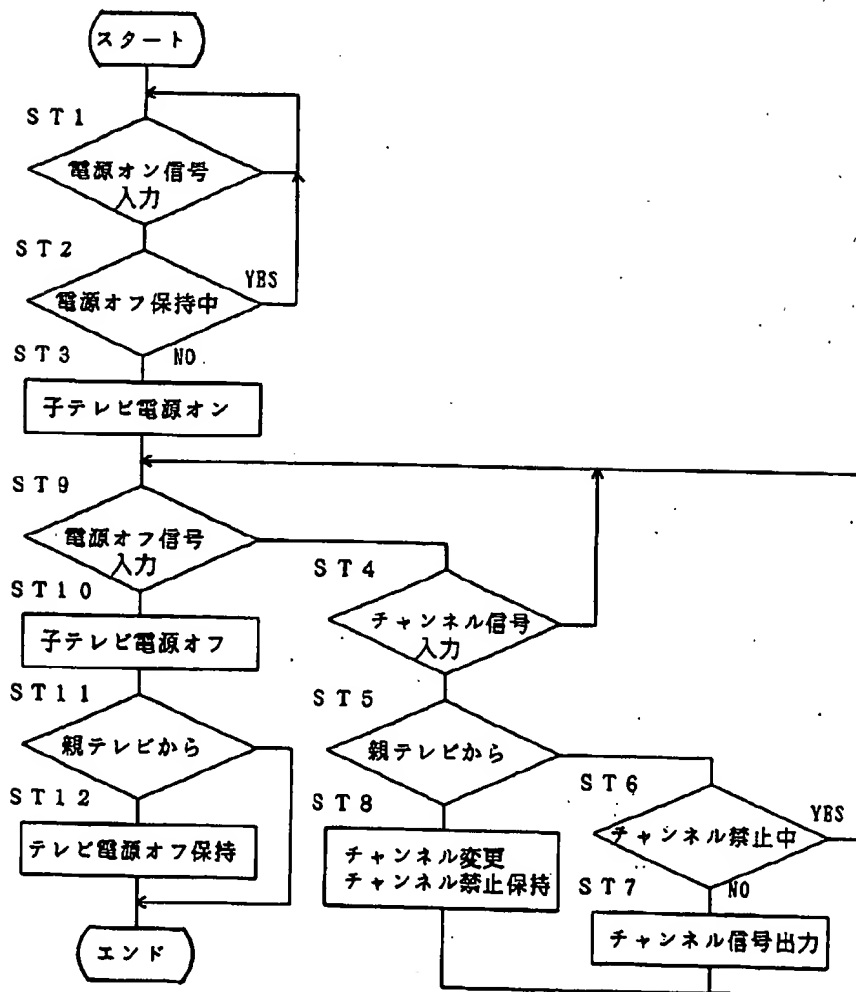 スタート
ST1
電源オン信号
入力
ST2
YES
電源オフ保持中
ST3
NO
子テレビ電源オン
ST9
電源オフ信号
入力
ST4
チャンネル信号
入力
ST10
子テレビ電源オフ
ST11
親テレビから
ST5
親テレビから
ST12
テレビ電源オフ保持
ST8
チャンネル変更
チャンネル禁止保持
ST6
YES
チャンネル禁止中
ST7
NO
チャンネル信号出力
エンド